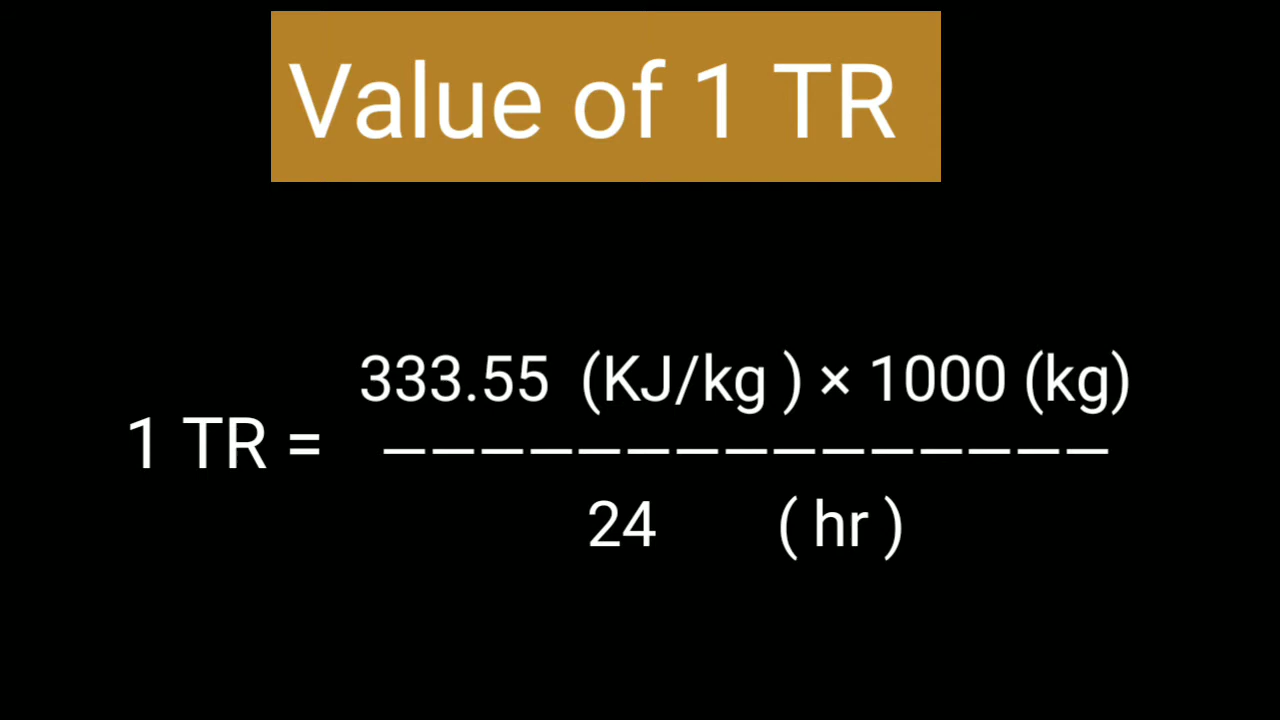 Value of 1 TR
333.55 (KJ/kg ) × 1000 (kg)
1 TR = ———————————————
24 ( hr )